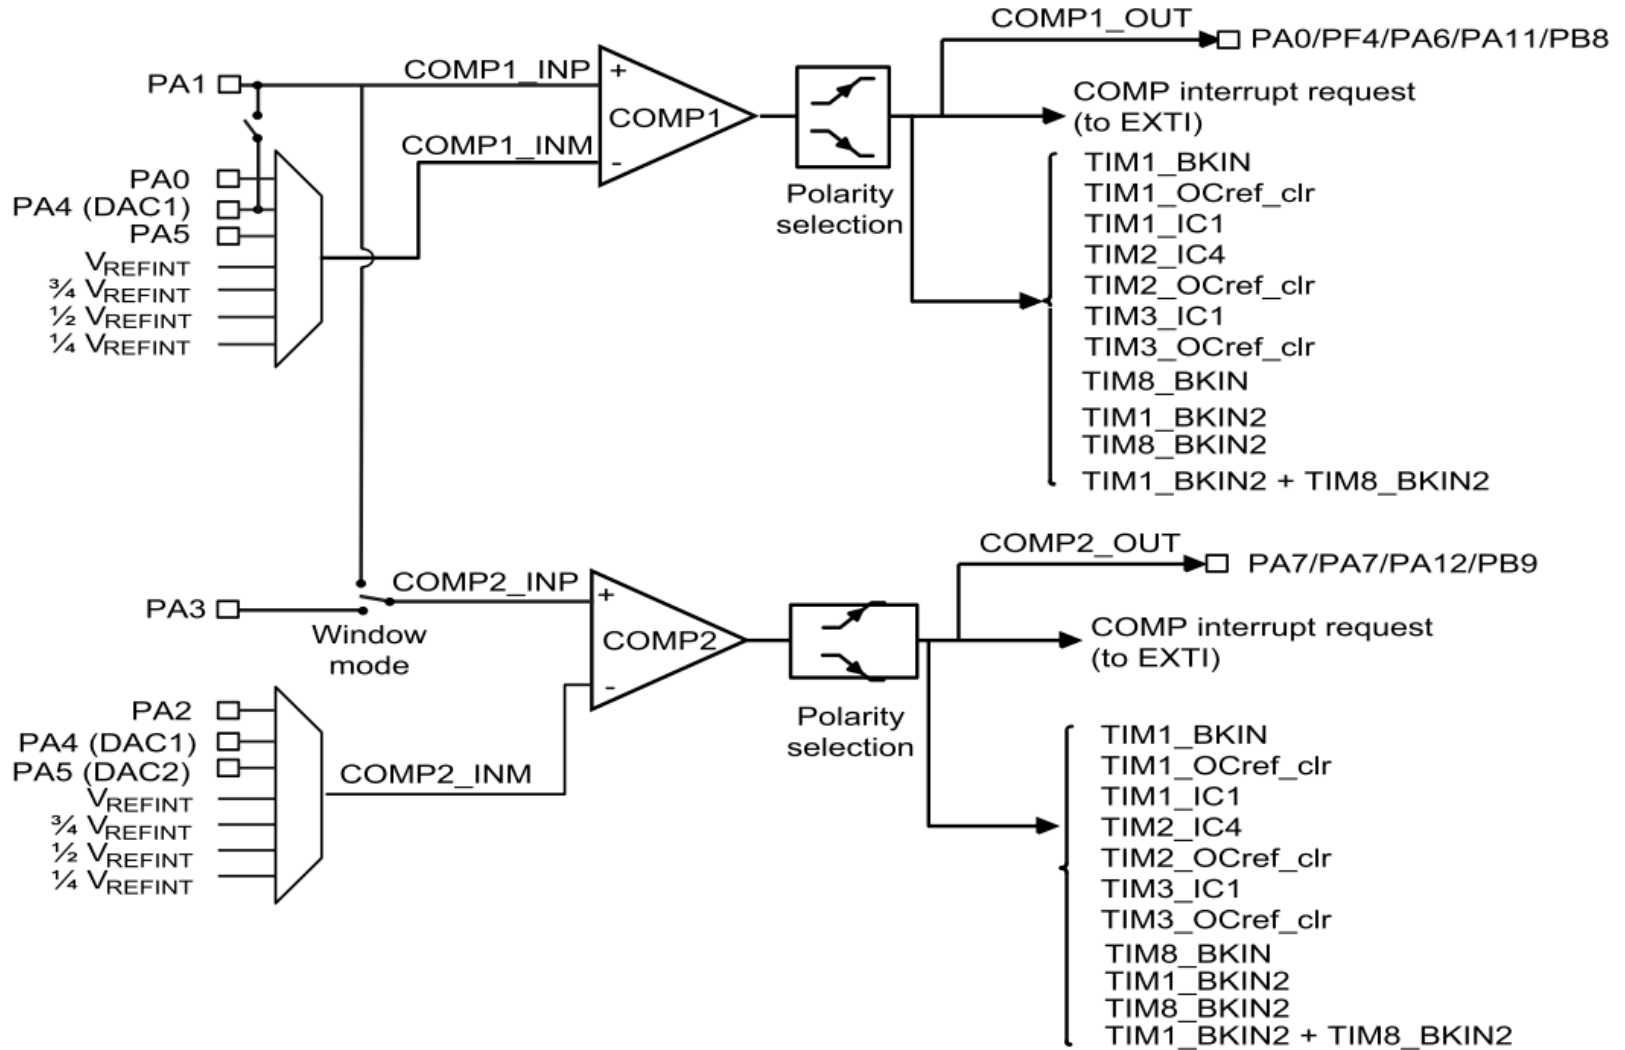 COMP1_OUT
PA0/PF4/PA6/PA11/PB8
PA1
COMP1_INP
+
COMP1
COMP1_INM
-
Polarity
selection
COMP interrupt request
(to EXTI)
PA0
PA4 (DAC1)
PA5
VREFINT
¾ VREFINT
½ VREFINT
¼ VREFINT
TIM1_BKIN
TIM1_OCref_clr
TIM1_IC1
TIM2_IC4
TIM2_OCref_clr
TIM3_IC1
TIM3_OCref_clr
TIM8_BKIN
TIM1_BKIN2
TIM8_BKIN2
TIM1_BKIN2 + TIM8_BKIN2
COMP2_OUT
PA7/PA7/PA12/PB9
PA3
COMP2_INP
Window
mode
+
COMP2
-
Polarity
selection
COMP interrupt request
(to EXTI)
PA2
PA4 (DAC1)
PA5 (DAC2)
VREFINT
¾ VREFINT
½ VREFINT
¼ VREFINT
COMP2_INM
TIM1_BKIN
TIM1_OCref_clr
TIM1_IC1
TIM2_IC4
TIM2_OCref_clr
TIM3_IC1
TIM3_OCref_clr
TIM8_BKIN
TIM1_BKIN2
TIM8_BKIN2
TIM1_BKIN2 + TIM8_BKIN2